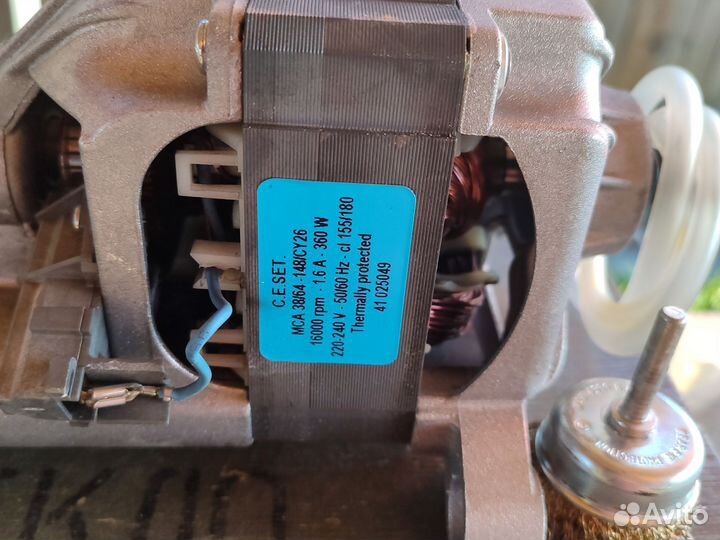 C.E.SET.
MCA 38/64 -148/CY26
16000 rpm - 1.6 A - 360 W
220-240 V - 50/60 Hz - cl 155/180
Thermally protected
41 025049
Avito